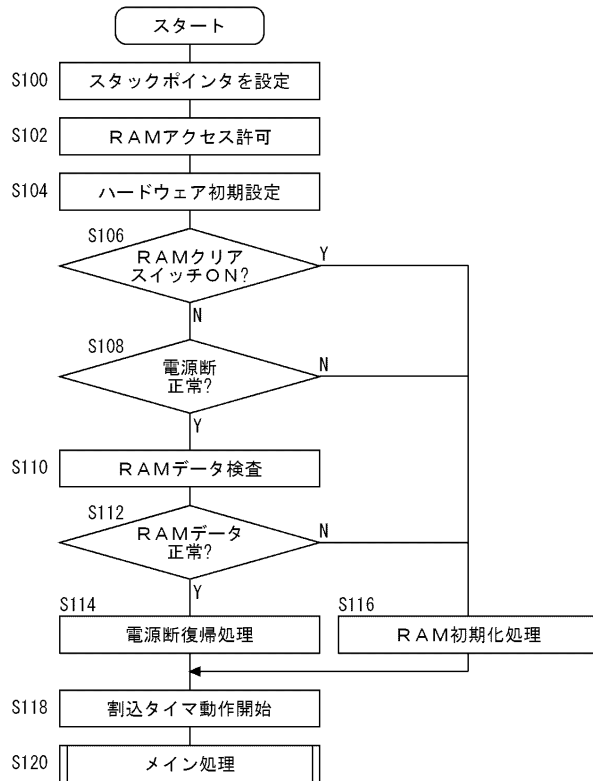 スタート
S100
スタックポインタを設定
S102
ＲＡＭアクセス許可
S104
ハードウェア初期設定
S106
ＲＡＭクリア
スイッチＯＮ?
Y
N
S108
電源断
正常?
N
Y
S110
ＲＡＭデータ検査
S112
ＲＡＭデータ
正常?
N
Y
S114
電源断復帰処理
S116
ＲＡＭ初期化処理
S118
割込タイマ動作開始
S120
メイン処理